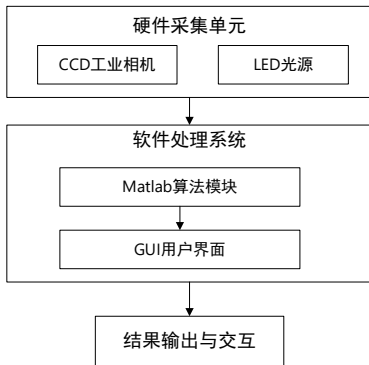 硬件采集单元
CCD工业相机
LED光源
软件处理系统
Matlab算法模块
GUI用户界面
结果输出与交互